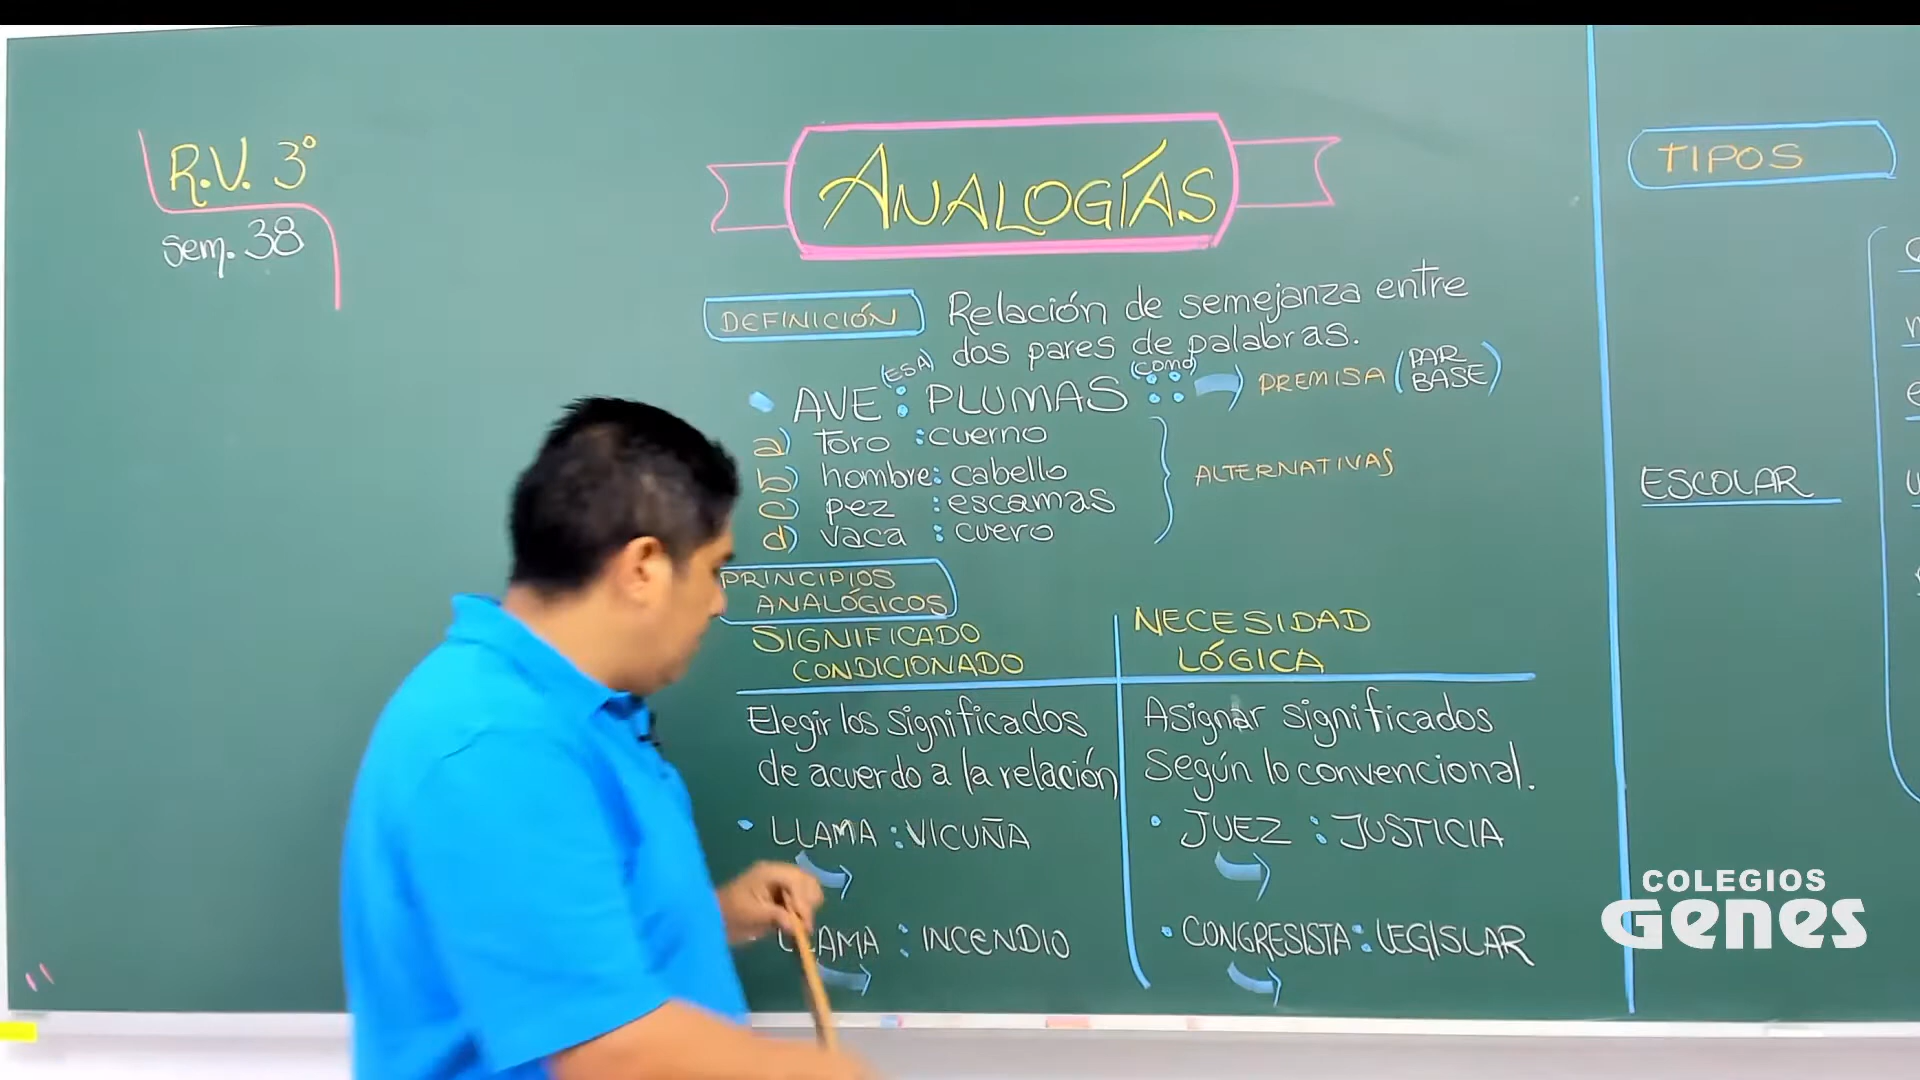 R.V. 3°
sem. 38
ANALOGÍAS
DEFINICIÓN
Relación de semejanza entre
dos pares de palabras.
(ES A) (COMO)
• AVE : PLUMAS ::
PREMISA (PAR BASE)
a) toro : cuerno
b) hombre : cabello
c) pez : escamas
d) vaca : cuero
ALTERNATIVAS
PRINCIPIOS
ANALÓGICOS
SIGNIFICADO
CONDICIONADO
Elegir los significados
de acuerdo a la relación
• LLAMA : VICUÑA
LLAMA : INCENDIO
NECESIDAD
LÓGICA
Asignar significados
Según lo convencional.
• JUEZ : JUSTICIA
• CONGRESISTA : LEGISLAR
TIPOS
ESCOLAR
COLEGIOS
GENES